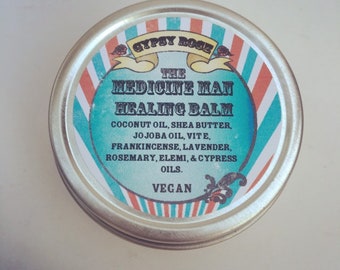 GYPSY ROSE
THE
MEDICINE MAN
HEALING BALM
COCONUT OIL, SHEA BUTTER,
JOJOBA OIL, VIT E,
FRANKINCENSE, LAVENDER,
ROSEMARY, ELEMI, & CYPRESS
OILS.
VEGAN